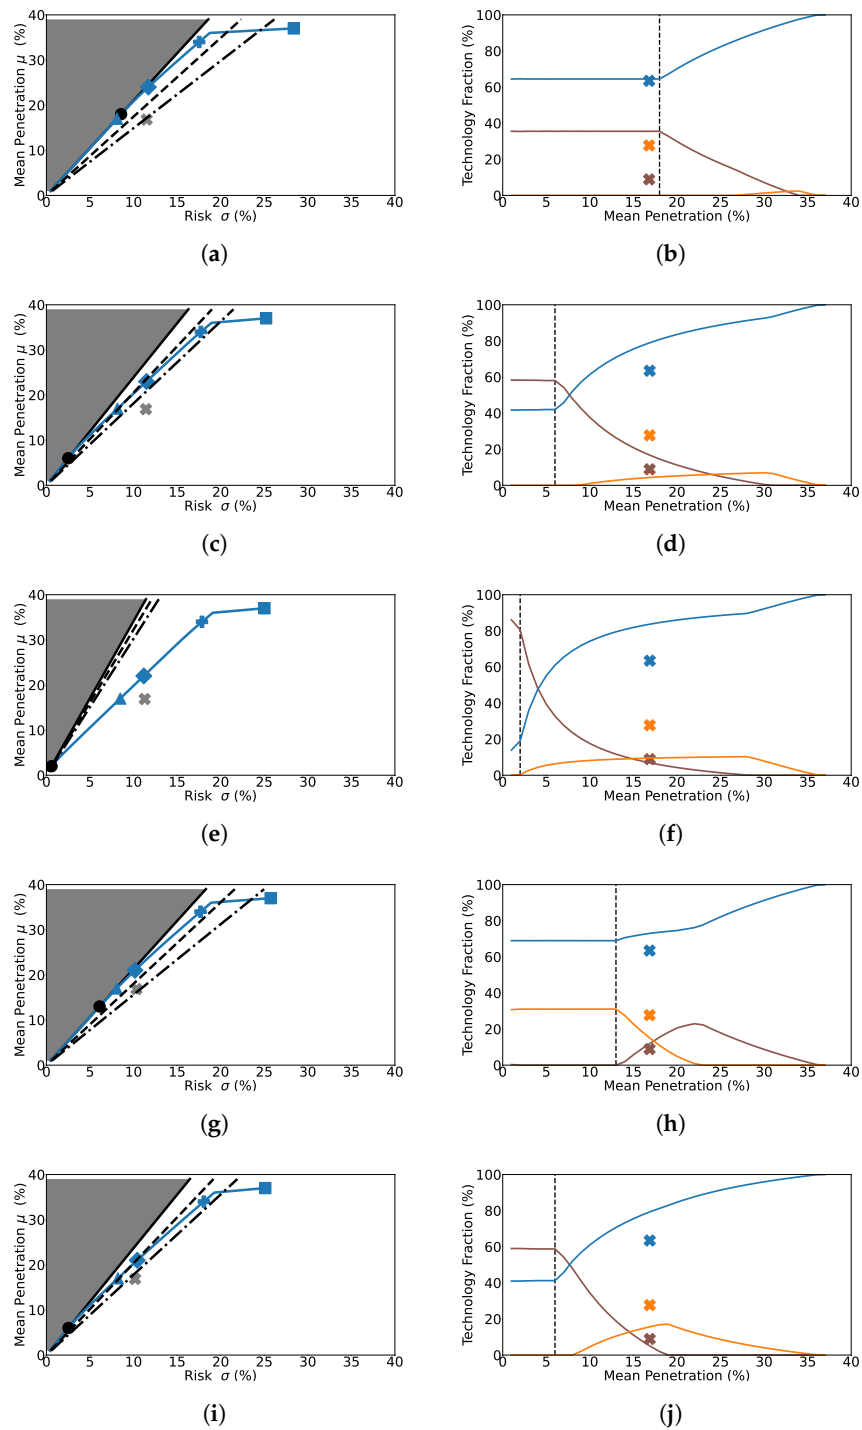 40
30
20
10
0
Mean Penetration μ (%)
0 5 10 15 20 25 30 35 40
Risk σ (%)
(a)
100
80
60
40
20
0
Technology Fraction (%)
0 5 10 15 20 25 30 35 40
Mean Penetration (%)
(b)
40
30
20
10
0
Mean Penetration μ (%)
0 5 10 15 20 25 30 35 40
Risk σ (%)
(c)
100
80
60
40
20
0
Technology Fraction (%)
0 5 10 15 20 25 30 35 40
Mean Penetration (%)
(d)
40
30
20
10
0
Mean Penetration μ (%)
0 5 10 15 20 25 30 35 40
Risk σ (%)
(e)
100
80
60
40
20
0
Technology Fraction (%)
0 5 10 15 20 25 30 35 40
Mean Penetration (%)
(f)
40
30
20
10
0
Mean Penetration μ (%)
0 5 10 15 20 25 30 35 40
Risk σ (%)
(g)
100
80
60
40
20
0
Technology Fraction (%)
0 5 10 15 20 25 30 35 40
Mean Penetration (%)
(h)
40
30
20
10
0
Mean Penetration μ (%)
0 5 10 15 20 25 30 35 40
Risk σ (%)
(i)
100
80
60
40
20
0
Technology Fraction (%)
0 5 10 15 20 25 30 35 40
Mean Penetration (%)
(j)